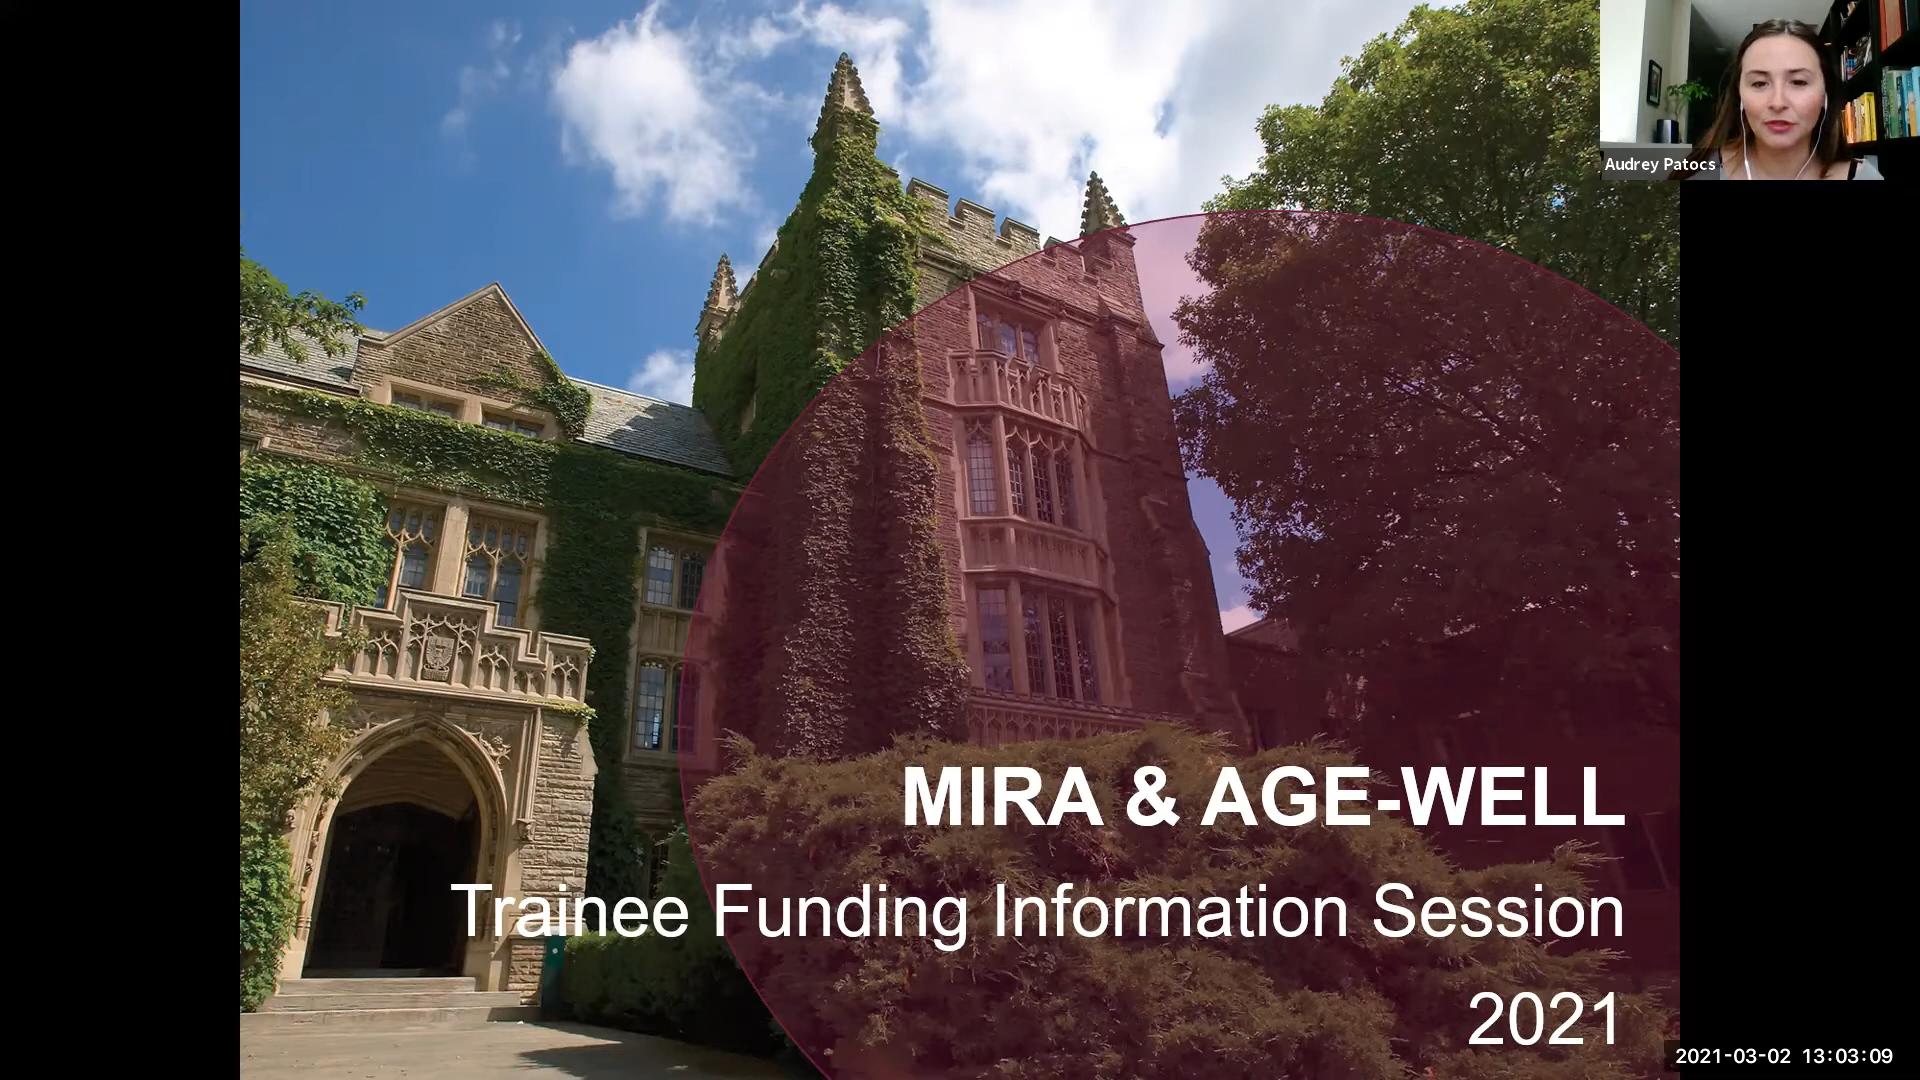 Audrey Patocs
MIRA & AGE-WELL
Trainee Funding Information Session
2021
2021-03-02 13:03:09